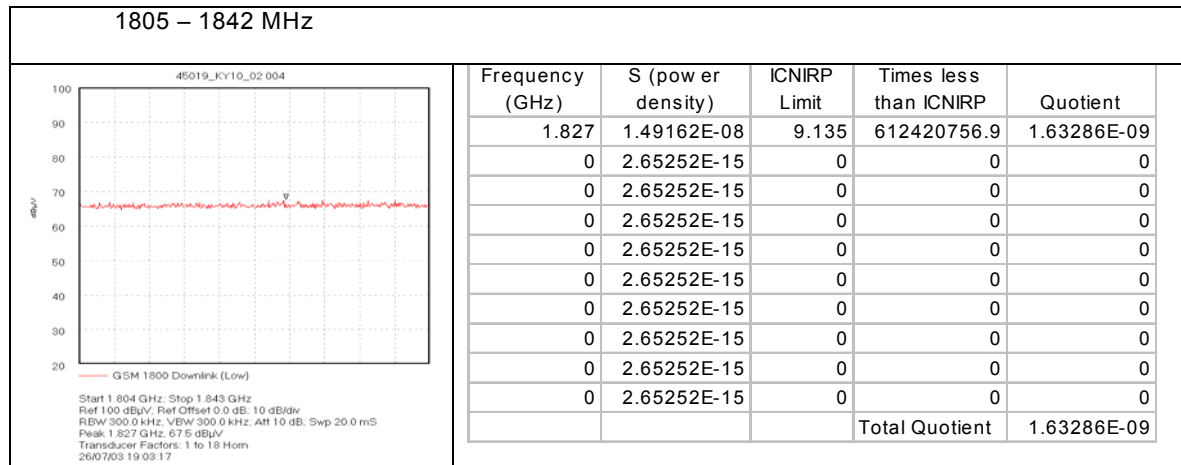 1805 – 1842 MHz
45019_KY10_02 004
100
90
80
70
60
50
40
30
20
dBµV
GSM 1800 Downlink (Low)
Start 1.804 GHz; Stop 1.843 GHz
Ref 100 dBµV; Ref Offset 0.0 dB; 10 dB/div
RBW 300.0 kHz; VBW 300.0 kHz; Att 10 dB; Swp 20.0 mS
Peak 1.827 GHz, 67.5 dBµV
Transducer Factors: 1 to 18 Horn
26/07/03 19:03:17
Frequency (GHz) S (pow er density) ICNIRP Limit Times less than ICNIRP Quotient
1.827 1.49162E-08 9.135 612420756.9 1.63286E-09
0 2.65252E-15 0 0 0
0 2.65252E-15 0 0 0
0 2.65252E-15 0 0 0
0 2.65252E-15 0 0 0
0 2.65252E-15 0 0 0
0 2.65252E-15 0 0 0
0 2.65252E-15 0 0 0
0 2.65252E-15 0 0 0
0 2.65252E-15 0 0 0
Total Quotient 1.63286E-09